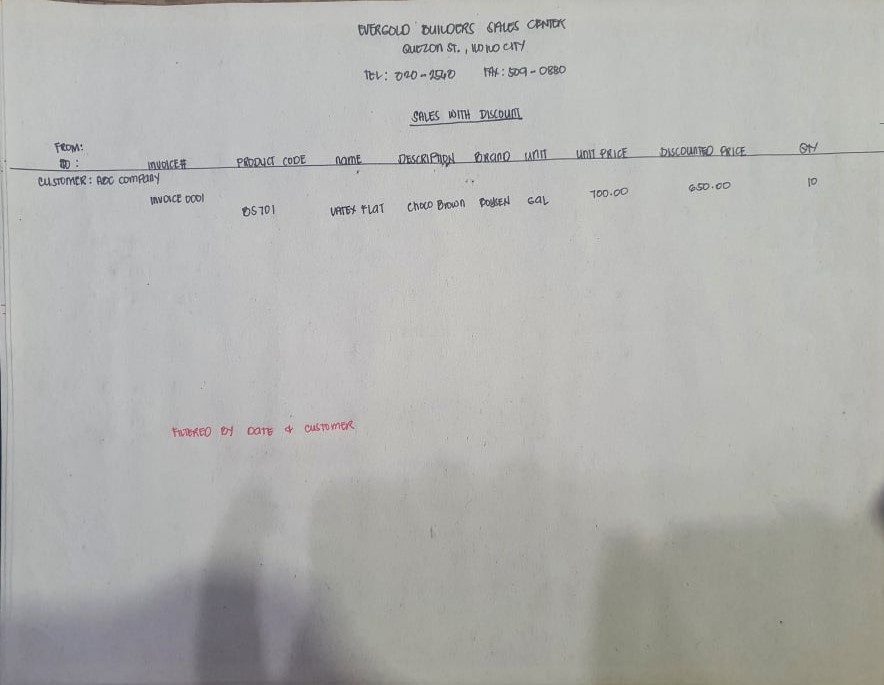 EVERGOLD BUILDERS SALES CENTER
QUEZON ST., ILOILO CITY
TEL: 020-2540 FAX: 509-0880
SALES WITH DISCOUNT
FROM:
TO: INVOICE# PRODUCT CODE NAME DESCRIPTION BRAND UNIT UNIT PRICE DISCOUNTED PRICE QTY
CUSTOMER: ABC COMPANY
INVOICE 0001 BS701 LATEX FLAT CHOCO BROWN BOYSEN GAL 700.00 650.00 10
FILTERED BY DATE & CUSTOMER